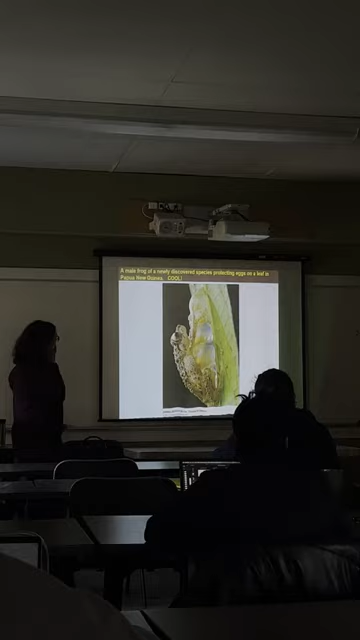 A male frog of a newly discovered species protecting eggs on a leaf in
Papua New Guinea. COOL!